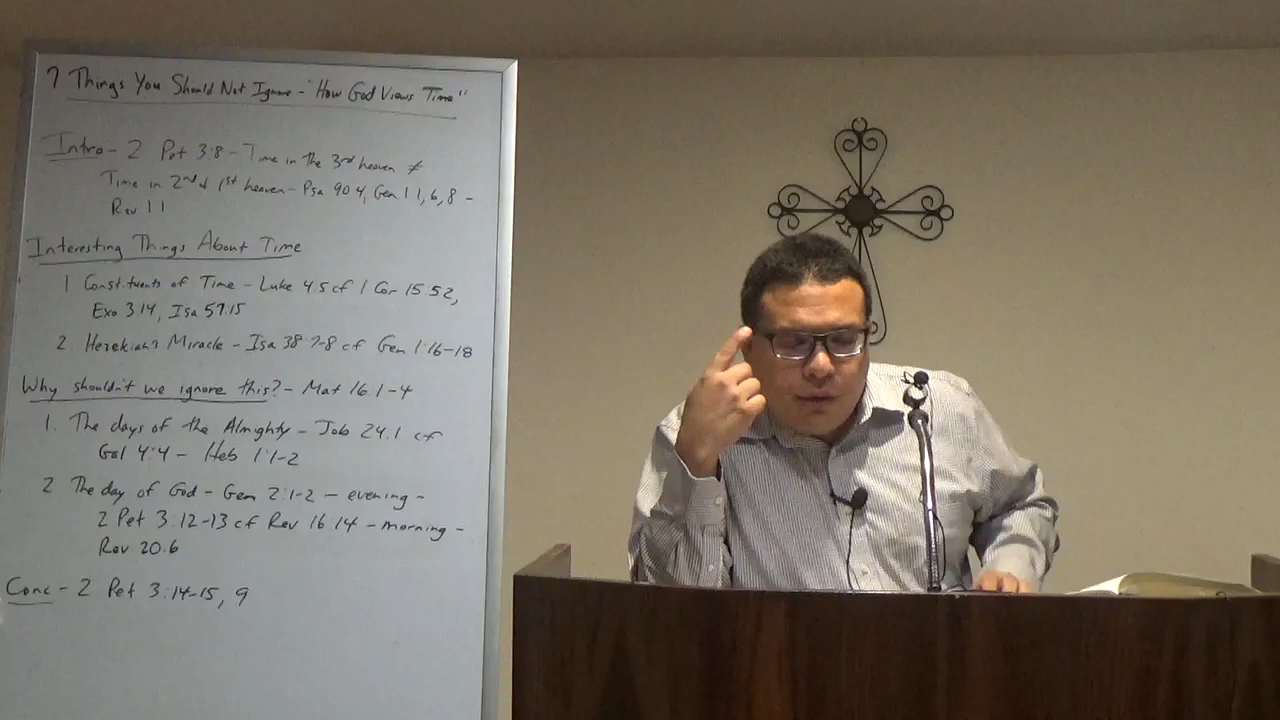 7 Things You Should Not Ignore - "How God Views Time"
Intro - 2 Pet 3:8 - Time in the 3rd heaven ≠
Time in 2nd & 1st heaven - Psa 90 4, Gen 1 1, 6, 8 -
Rev 1 1
Interesting Things About Time
1 Constituents of Time - Luke 4 5 cf 1 Cor 15:52,
Exo 3:14, Isa 57:15
2. Hezekiah's Miracle - Isa 38:7-8 cf Gen 1:16-18
Why shouldn't we ignore this? - Mat 16.1-4
1. The days of the Almighty - Job 24.1 cf
Gal 4:4 - Heb 1:1-2
2 The day of God - Gen 2:1-2 - evening -
2 Pet 3:12-13 cf Rev 16 14 - morning -
Rev 20.6
Conc - 2 Pet 3:14-15, 9